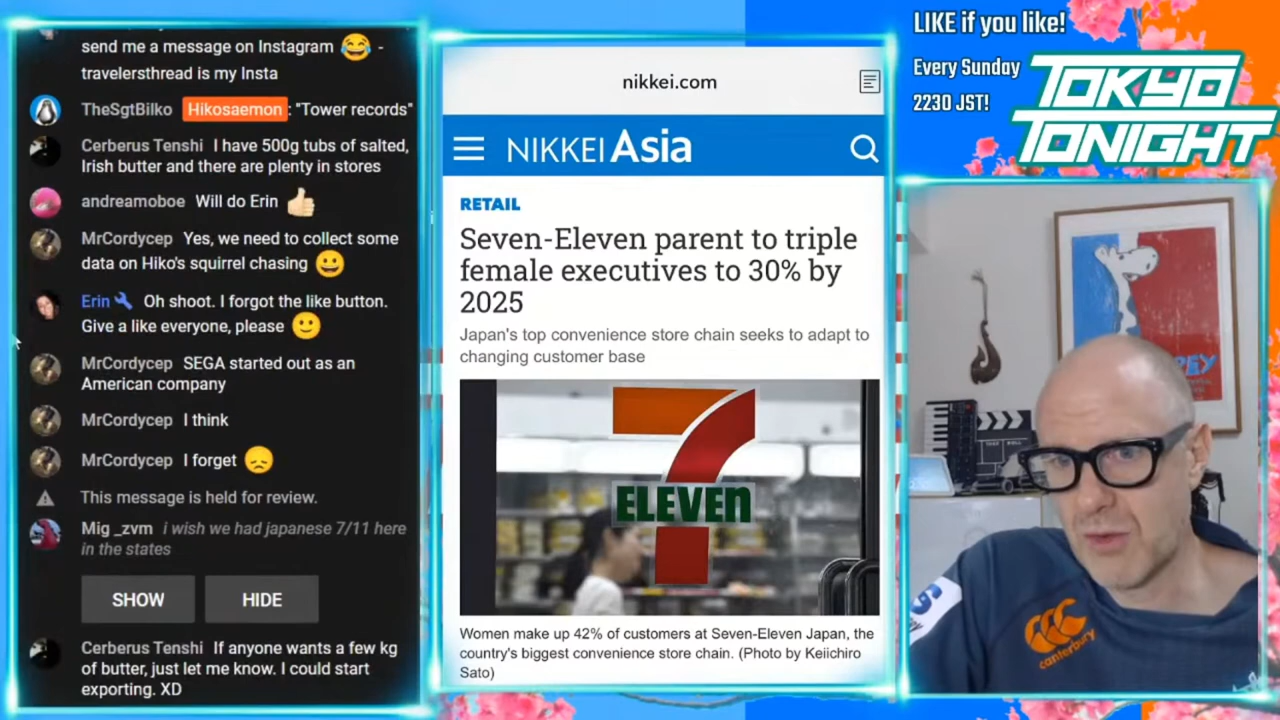 send me a message on Instagram 😂 -
travelersthread is my Insta
TheSgtBilko Hikosaemon : "Tower records"
Cerberus Tenshi I have 500g tubs of salted,
Irish butter and there are plenty in stores
andreamoboe Will do Erin 👍🏻
MrCordycep Yes, we need to collect some
data on Hiko's squirrel chasing 😀
Erin 🔧 Oh shoot. I forgot the like button.
Give a like everyone, please 🙂
MrCordycep SEGA started out as an
American company
MrCordycep I think
MrCordycep I forget 😞
This message is held for review.
Mig _zvm i wish we had japanese 7/11 here
in the states
SHOW HIDE
Cerberus Tenshi If anyone wants a few kg
of butter, just let me know. I could start
exporting. XD
nikkei.com
NIKKEI Asia
RETAIL
Seven-Eleven parent to triple
female executives to 30% by
2025
Japan's top convenience store chain seeks to adapt to
changing customer base
7
ELEVEn
Women make up 42% of customers at Seven-Eleven Japan, the
country's biggest convenience store chain. (Photo by Keiichiro
Sato)
LIKE if you like!
Every Sunday
2230 JST!
TOKYO
TONIGHT
canterbury